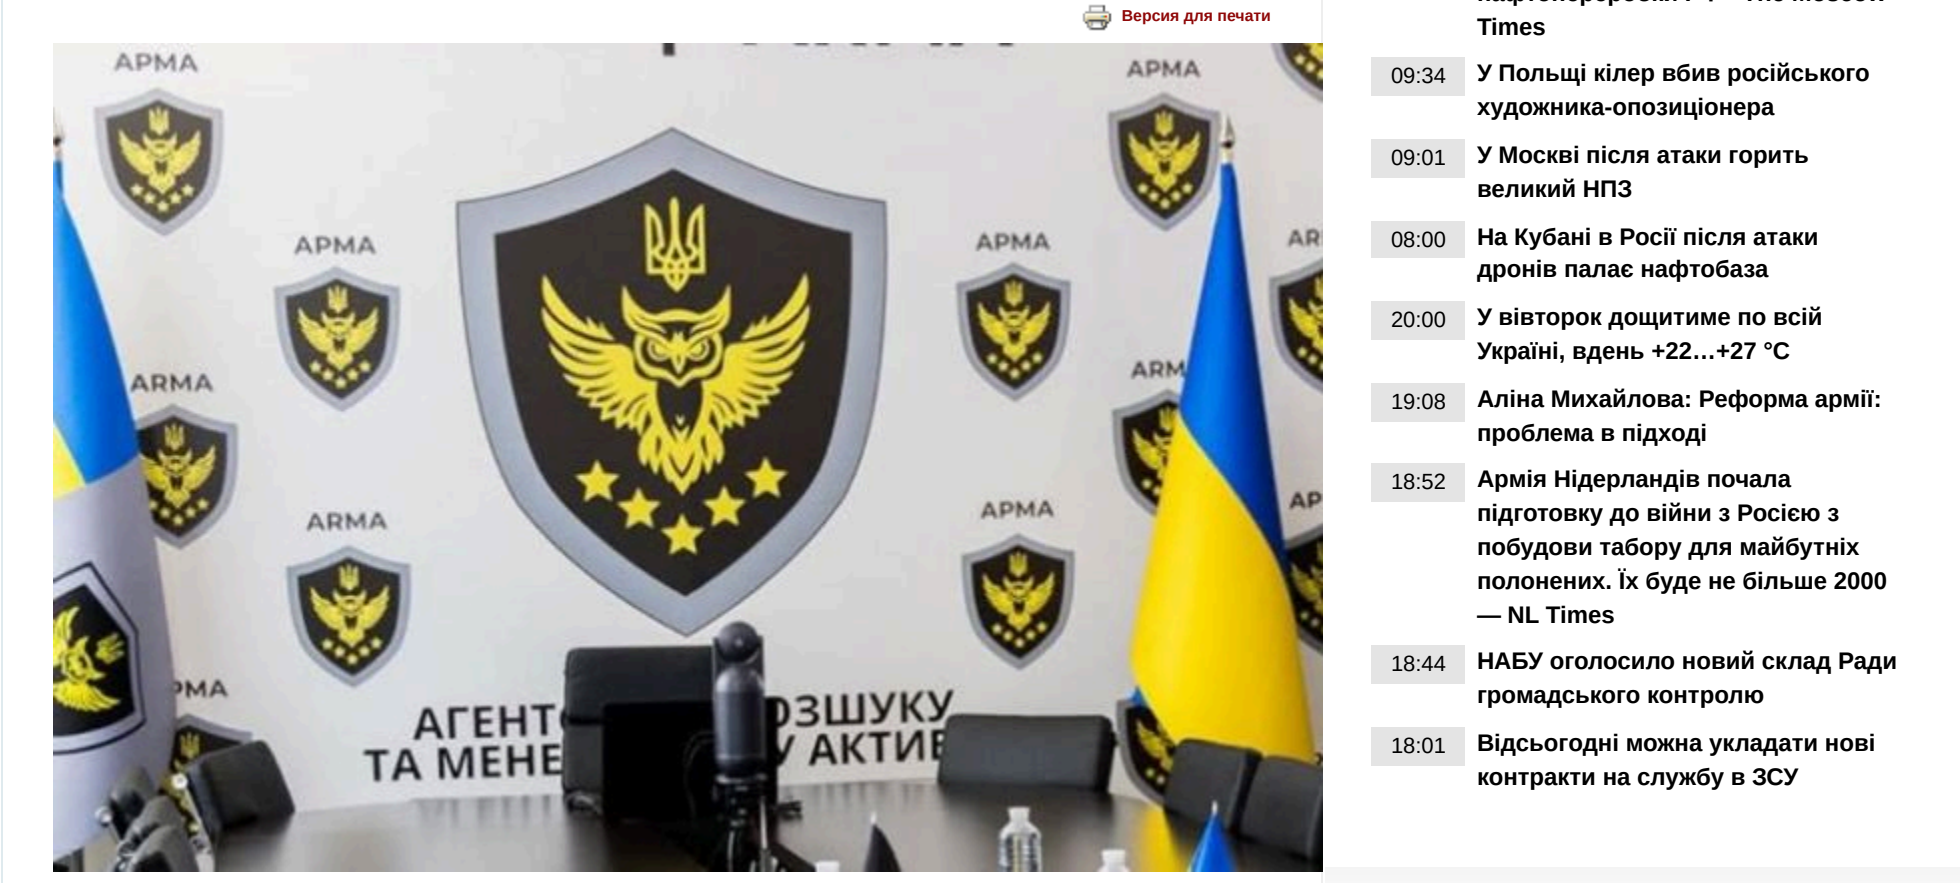 Версия для печати
АРМА
АРМА
АРМА
АРМА
ARMA
ARM
ARMA
АРМА
АГЕНТ
ОЗШУКУ
ТА МЕНЕ
У АКТИВ
Times
09:34 У Польщі кілер вбив російського
художника-опозиціонера
09:01 У Москві після атаки горить
великий НПЗ
08:00 На Кубані в Росії після атаки
дронів палає нафтобаза
20:00 У вівторок дощитиме по всій
Україні, вдень +22…+27 °C
19:08 Аліна Михайлова: Реформа армії:
проблема в підході
18:52 Армія Нідерландів почала
підготовку до війни з Росією з
побудови табору для майбутніх
полонених. Їх буде не більше 2000
— NL Times
18:44 НАБУ оголосило новий склад Ради
громадського контролю
18:01 Відсьогодні можна укладати нові
контракти на службу в ЗСУ